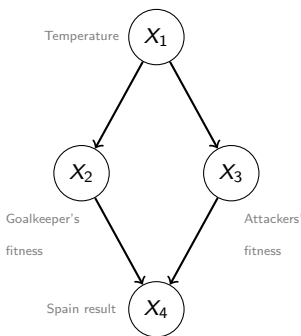 Temperature
X1
X2
X3
Goalkeeper's
fitness
Attackers'
fitness
Spain result
X4